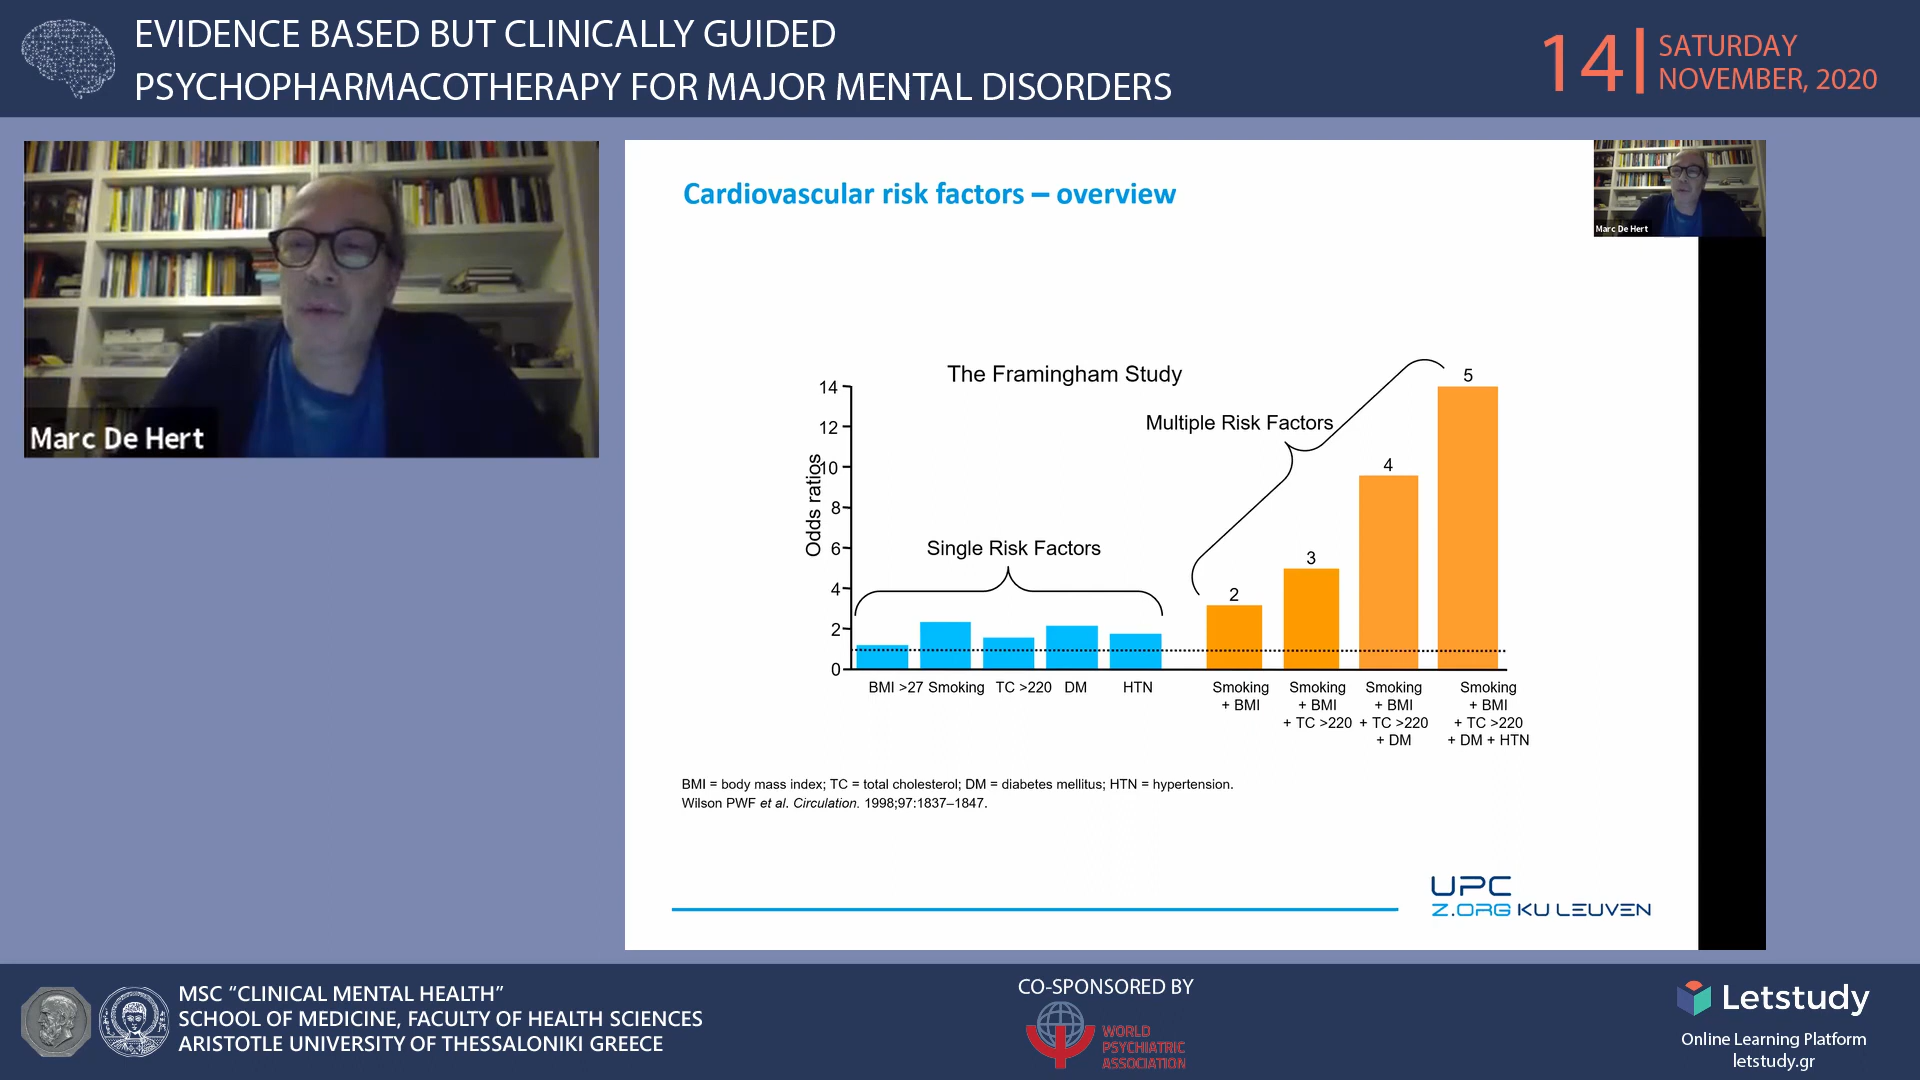 EVIDENCE BASED BUT CLINICALLY GUIDED
PSYCHOPHARMACOTHERAPY FOR MAJOR MENTAL DISORDERS
14
SATURDAY
NOVEMBER, 2020
Marc De Hert
Marc De Hert
Cardiovascular risk factors – overview
The Framingham Study
Multiple Risk Factors
Single Risk Factors
Odds ratios
14
12
10
8
6
4
2
0
2
3
4
5
BMI >27
Smoking
TC >220
DM
HTN
Smoking
+ BMI
Smoking
+ BMI
+ TC >220
Smoking
+ BMI
+ TC >220
+ DM
Smoking
+ BMI
+ TC >220
+ DM + HTN
BMI = body mass index; TC = total cholesterol; DM = diabetes mellitus; HTN = hypertension.
Wilson PWF et al. Circulation. 1998;97:1837–1847.
UPC
Z.ORG KU LEUVEN
MSC “CLINICAL MENTAL HEALTH”
SCHOOL OF MEDICINE, FACULTY OF HEALTH SCIENCES
ARISTOTLE UNIVERSITY OF THESSALONIKI GREECE
CO-SPONSORED BY
WORLD
PSYCHIATRIC
ASSOCIATION
Letstudy
Online Learning Platform
letstudy.gr